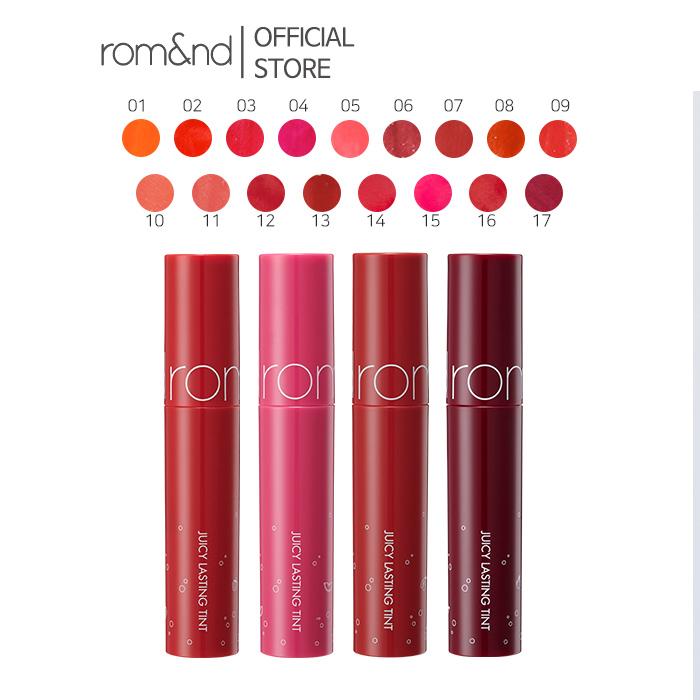 rom&nd
OFFICIAL
STORE
01 02 03 04 05 06 07 08 09
10 11 12 13 14 15 16 17
rom rom rom rom
JUICY LASTING TINT
JUICY LASTING TINT
JUICY LASTING TINT
JUICY LASTING TINT